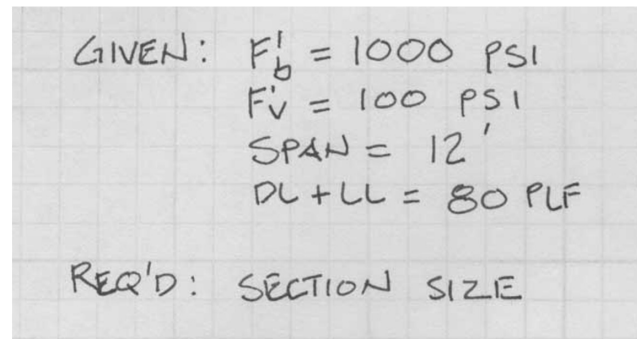 GIVEN: F'b = 1000 PSI
F'v = 100 PSI
SPAN = 12'
DL + LL = 80 PLF
REQ'D: SECTION SIZE